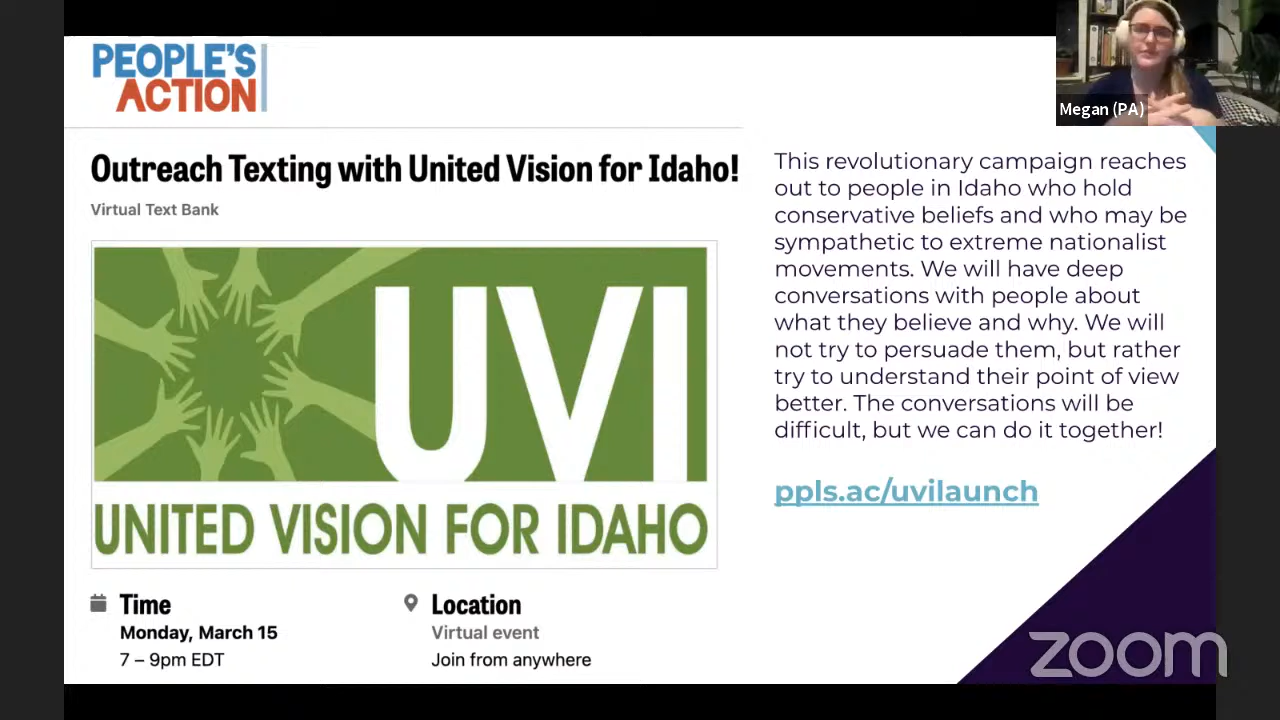 PEOPLE'S
ACTION
Megan (PA)
Outreach Texting with United Vision for Idaho!
Virtual Text Bank
UVI
UNITED VISION FOR IDAHO
Time
Monday, March 15
7 – 9pm EDT
Location
Virtual event
Join from anywhere
This revolutionary campaign reaches
out to people in Idaho who hold
conservative beliefs and who may be
sympathetic to extreme nationalist
movements. We will have deep
conversations with people about
what they believe and why. We will
not try to persuade them, but rather
try to understand their point of view
better. The conversations will be
difficult, but we can do it together!
ppls.ac/uvilaunch
zoom